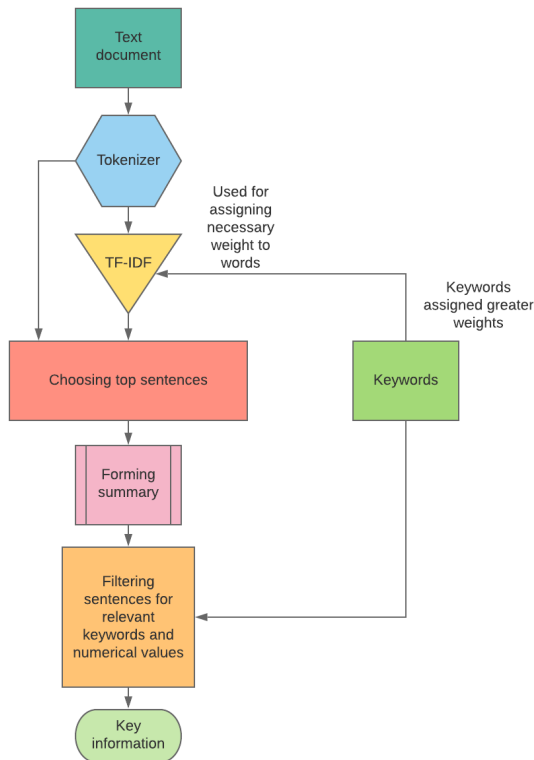 Text
document
Tokenizer
Used for
assigning
necessary
weight to
words
TF-IDF
Keywords
assigned greater
weights
Choosing top sentences
Keywords
Forming
summary
Filtering
sentences for
relevant
keywords and
numerical values
Key
information